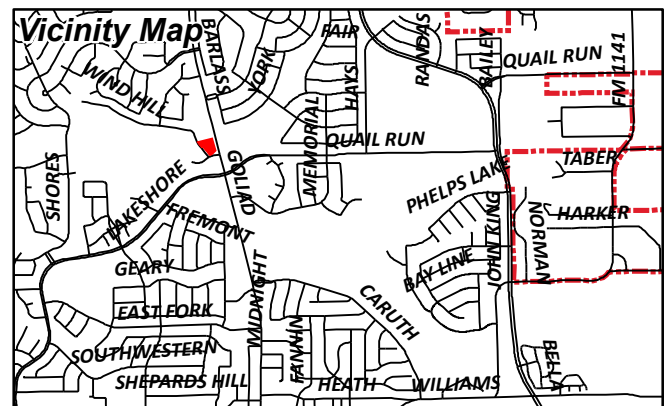 Vicinity Map
BARLASS
FAIR
RANDAS
BAILEY
QUAIL RUN
FM 1141
WIND HILL
YORK
HAYS
MEMORIAL
QUAIL RUN
SHORES
LAKESHORE
GOLIAD
PHELPS LAKE
TABER
FREMONT
NORMAN
HARKER
GEARY
BAY LINE
JOHN KING
EAST FORK
MIDNIGHT
CARUTH
FANNIN
SOUTHWESTERN
BELLA
SHEPARDS HILL
HEATH
WILLIAMS